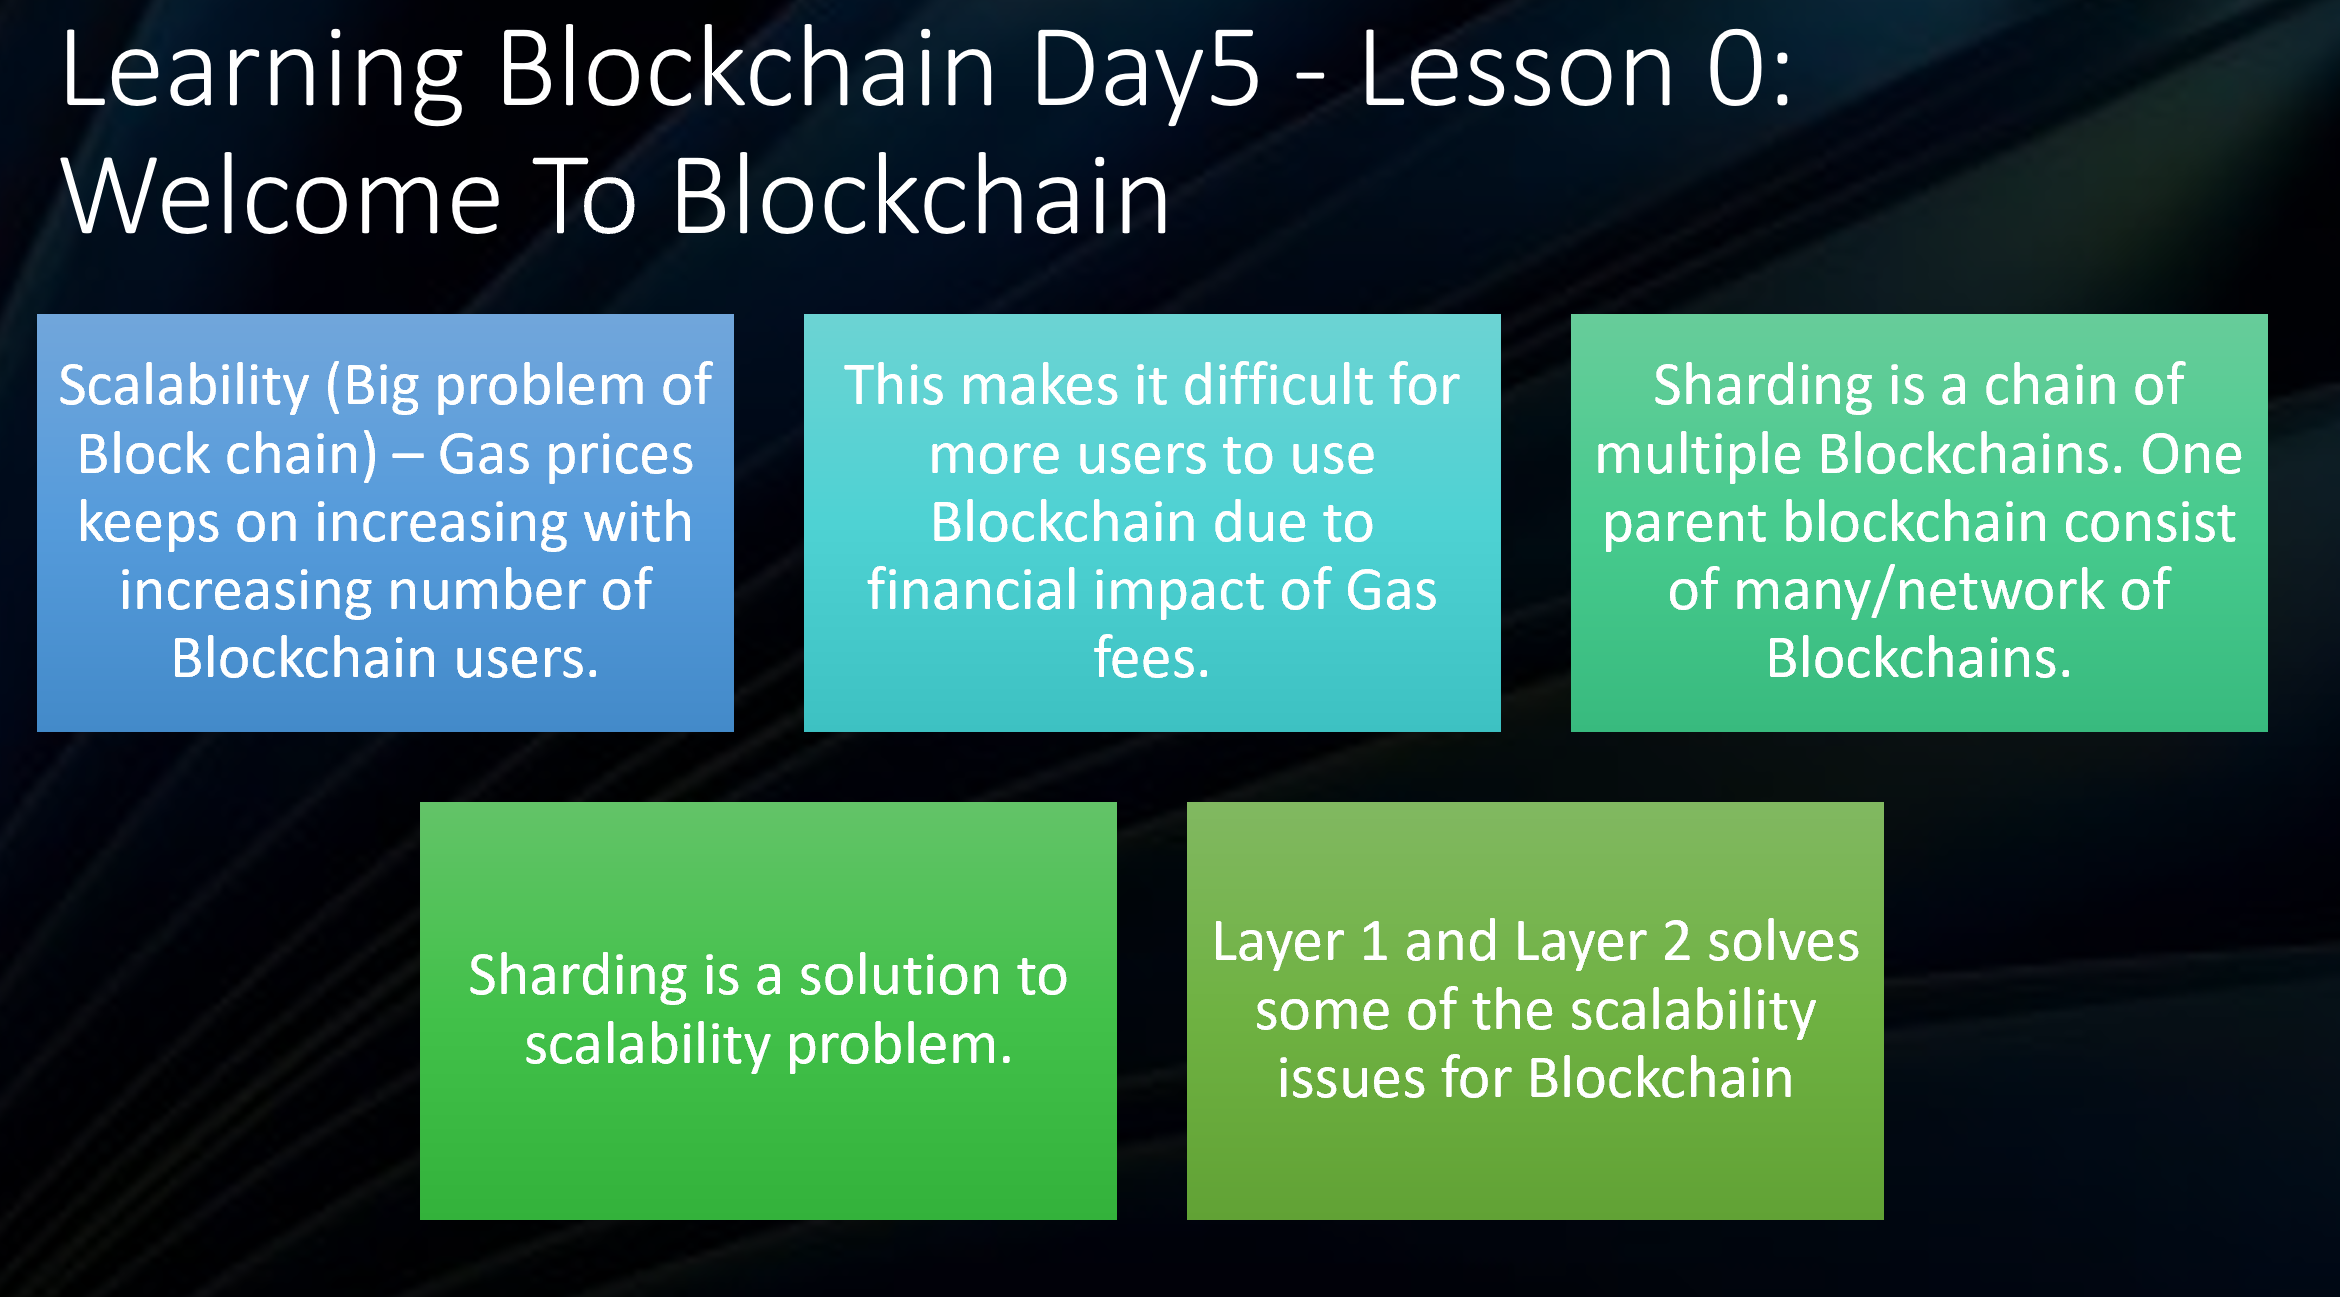 Learning Blockchain Day5 - Lesson 0:
Welcome To Blockchain
Scalability (Big problem of
Block chain) – Gas prices
keeps on increasing with
increasing number of
Blockchain users.
This makes it difficult for
more users to use
Blockchain due to
financial impact of Gas
fees.
Sharding is a chain of
multiple Blockchains. One
parent blockchain consist
of many/network of
Blockchains.
Sharding is a solution to
scalability problem.
Layer 1 and Layer 2 solves
some of the scalability
issues for Blockchain